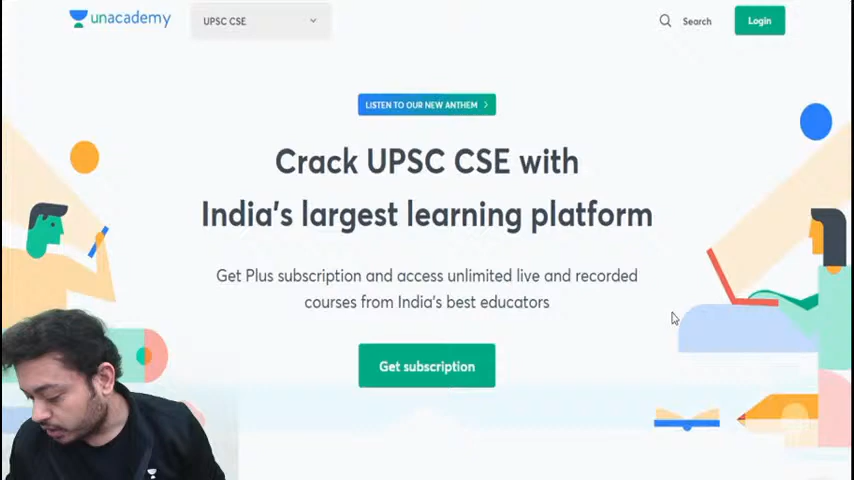 unacademy
UPSC CSE
Search
Login
LISTEN TO OUR NEW ANTHEM
Crack UPSC CSE with
India's largest learning platform
Get Plus subscription and access unlimited live and recorded
courses from India's best educators
Get subscription